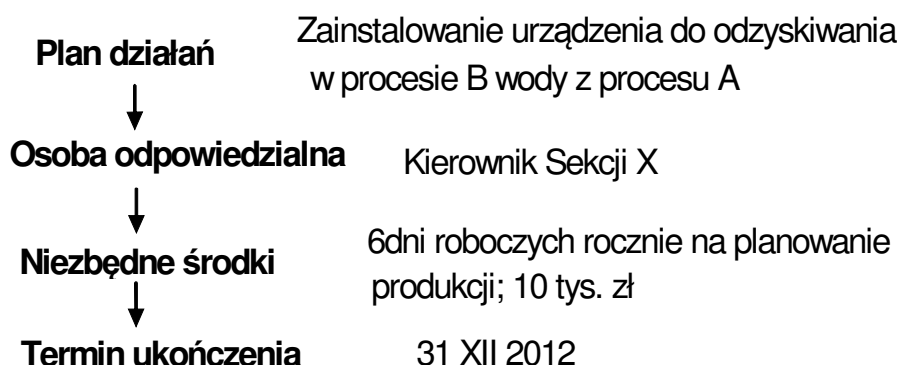 Plan działań
Zainstalowanie urządzenia do odzyskiwania
w procesie B wody z procesu A
Osoba odpowiedzialna
Kierownik Sekcji X
Niezbędne środki
6dni roboczych rocznie na planowanie
produkcji; 10 tys. zł
Termin ukończenia
31 XII 2012